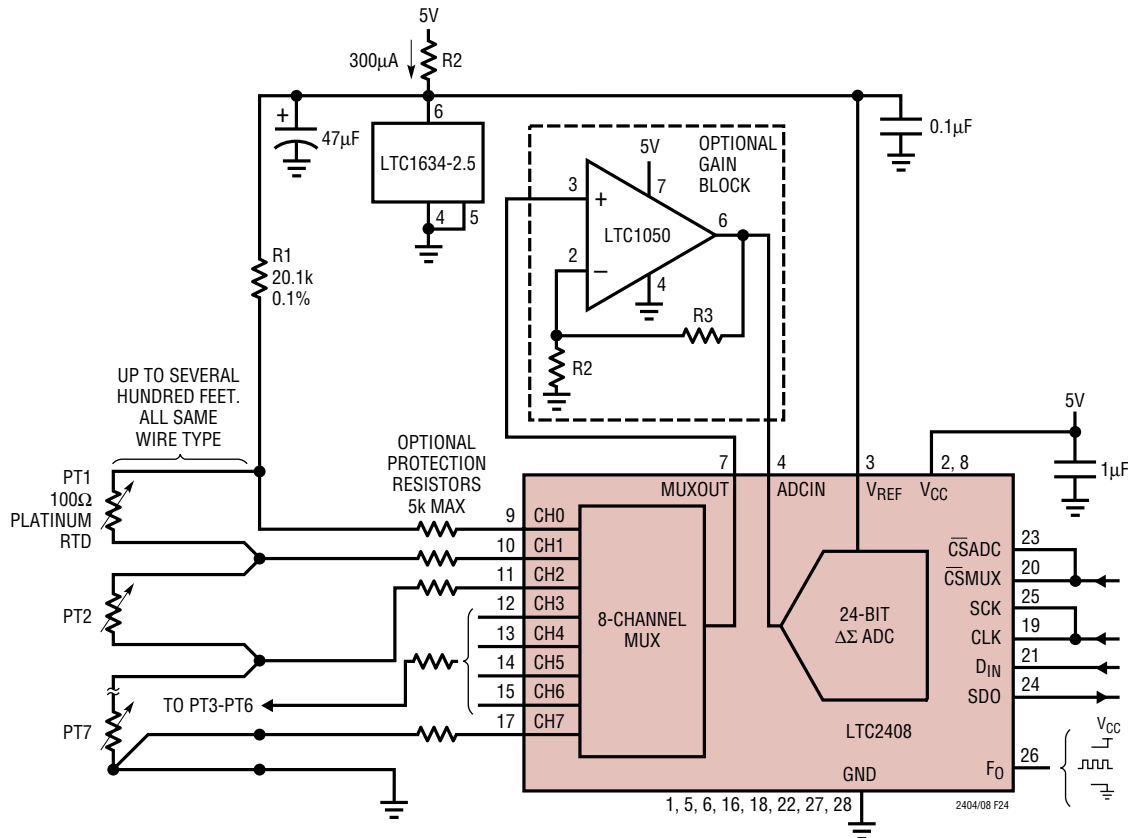 5V
300µA
R2
6
47µF
+
LTC1634-2.5
4
5
OPTIONAL
GAIN
BLOCK
5V
7
3
+
6
LTC1050
2
–
4
R3
R2
0.1µF
R1
20.1k
0.1%
UP TO SEVERAL
HUNDRED FEET.
ALL SAME
WIRE TYPE
PT1
100Ω
PLATINUM
RTD
PT2
PT7
TO PT3-PT6
OPTIONAL
PROTECTION
RESISTORS
5k MAX
5V
1µF
7
4
3
2, 8
MUXOUT
ADCIN
VREF
VCC
9 CH0
10 CH1
11 CH2
12 CH3
13 CH4
14 CH5
15 CH6
17 CH7
8-CHANNEL
MUX
24-BIT
ΔΣ ADC
CSADC 23
CSMUX 20
SCK 25
CLK 19
DIN 21
SDO 24
LTC2408
VCC
FO 26
GND
1, 5, 6, 16, 18, 22, 27, 28
2404/08 F24